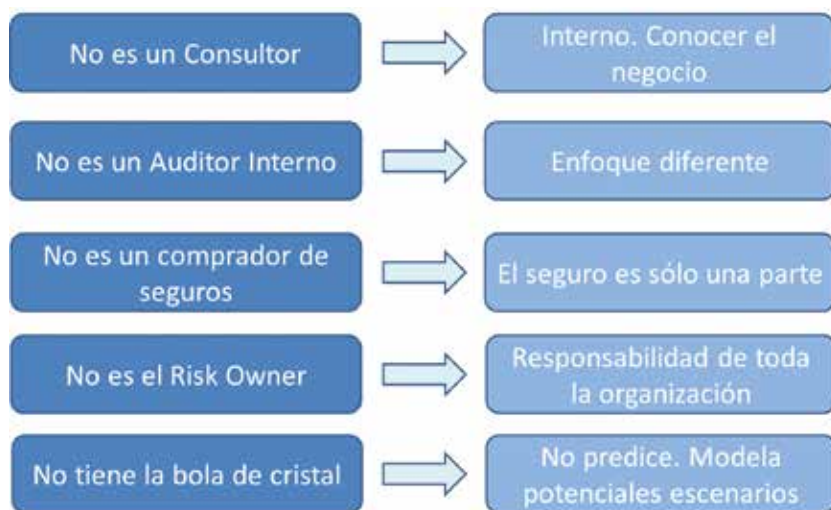 No es un Consultor
Interno. Conocer el
negocio
No es un Auditor Interno
Enfoque diferente
No es un comprador de
seguros
El seguro es sólo una parte
No es el Risk Owner
Responsabilidad de toda
la organización
No tiene la bola de cristal
No predice. Modela
potenciales escenarios